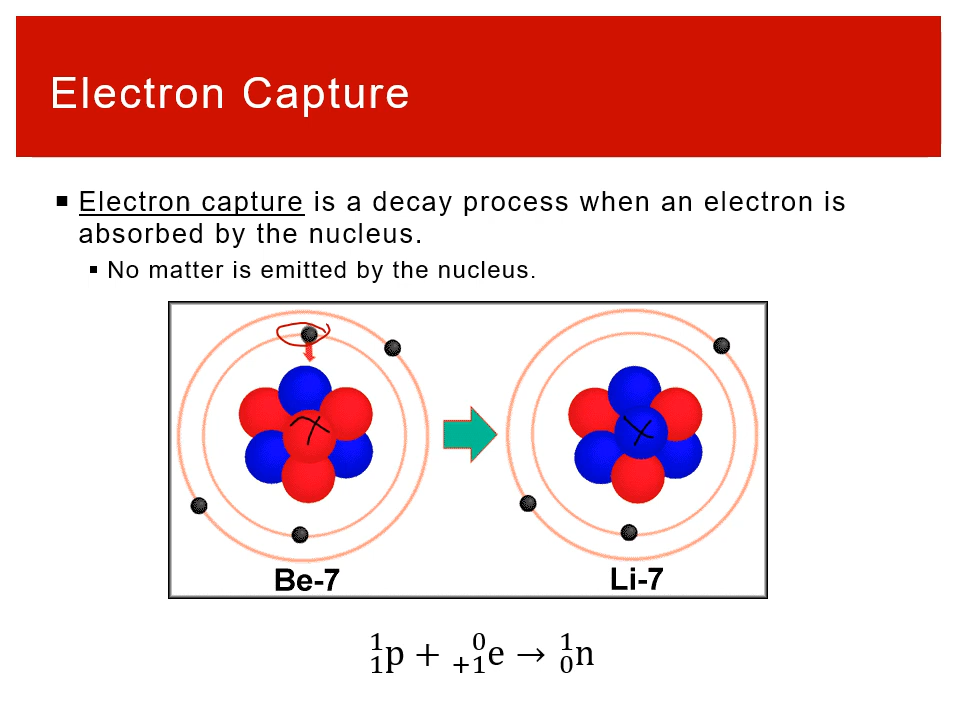 Electron Capture
▪ Electron capture is a decay process when an electron is
absorbed by the nucleus.
▪ No matter is emitted by the nucleus.
Be-7
Li-7
¹₁p + ⁰₊₁e → ¹₀n